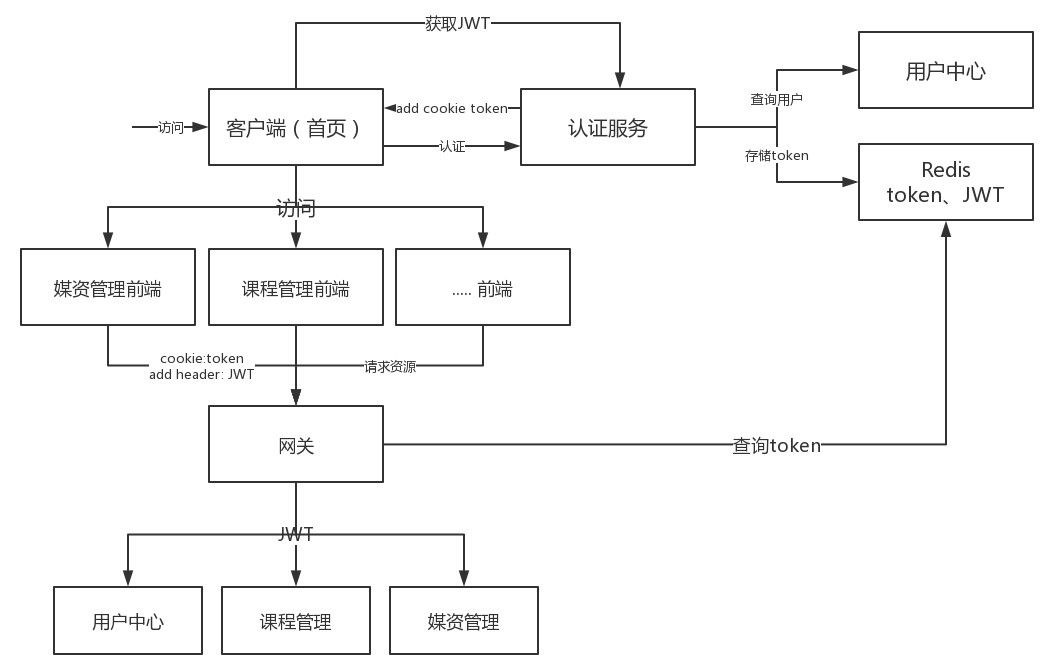 获取JWT
用户中心
查询用户
访问
客户端（首页）
add cookie token
认证
认证服务
存储token
Redis
token、JWT
访问
媒资管理前端
课程管理前端
..... 前端
cookie:token
add header: JWT
请求资源
网关
查询token
JWT
用户中心
课程管理
媒资管理